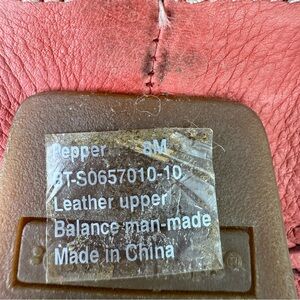 Pepper 8M
BT-S0657010-10
Leather upper
Balance man-made
Made in China